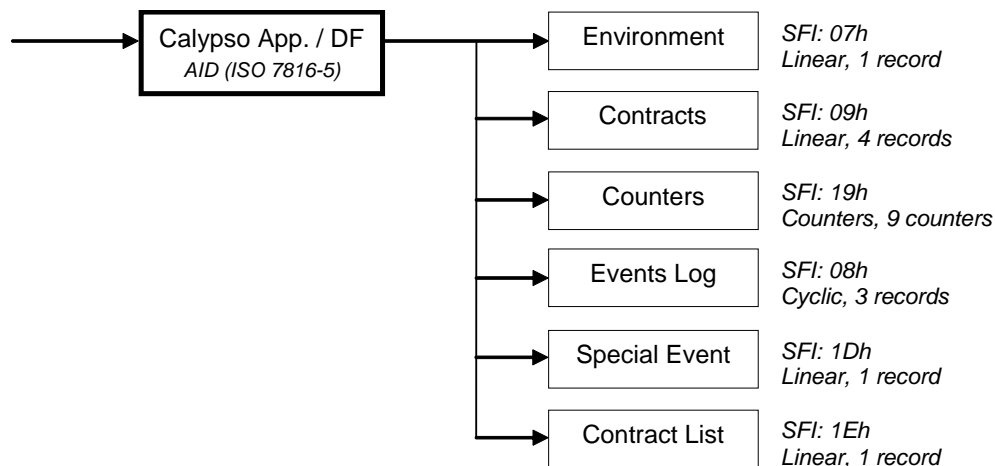 Calypso App. / DF
AID (ISO 7816-5)
Environment
SFI: 07h
Linear, 1 record
Contracts
SFI: 09h
Linear, 4 records
Counters
SFI: 19h
Counters, 9 counters
Events Log
SFI: 08h
Cyclic, 3 records
Special Event
SFI: 1Dh
Linear, 1 record
Contract List
SFI: 1Eh
Linear, 1 record